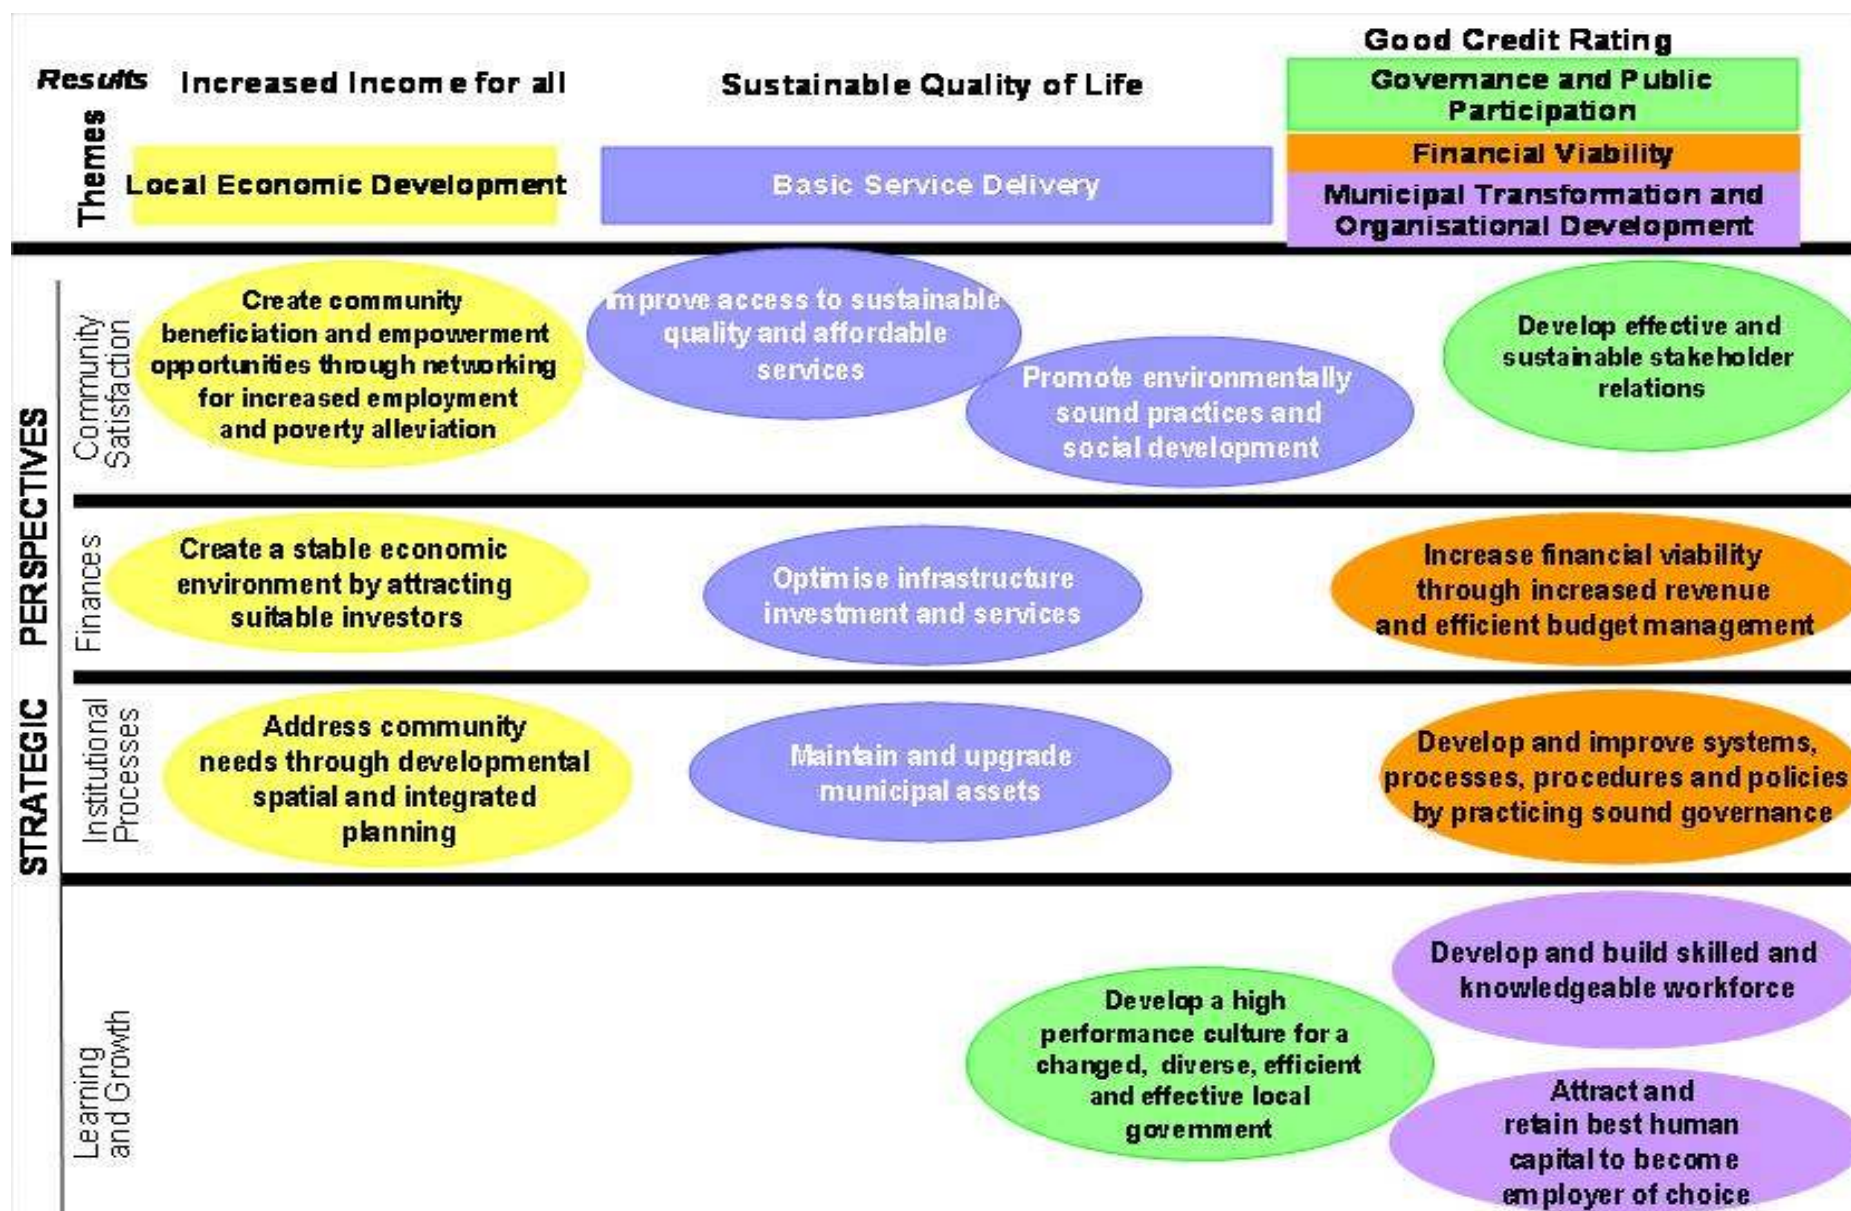 Results
Increased Income for all
Sustainable Quality of Life
Good Credit Rating
Themes
Local Economic Development
Basic Service Delivery
Governance and Public
Participation
Financial Viability
Municipal Transformation and
Organisational Development
STRATEGIC PERSPECTIVES
Community
Satisfaction
Create community
beneficiation and empowerment
opportunities through networking
for increased employment
and poverty alleviation
Improve access to sustainable
quality and affordable
services
Promote environmentally
sound practices and
social development
Develop effective and
sustainable stakeholder
relations
Finances
Create a stable economic
environment by attracting
suitable investors
Optimise infrastructure
investment and services
Increase financial viability
through increased revenue
and efficient budget management
Institutional
Processes
Address community
needs through developmental
spatial and integrated
planning
Maintain and upgrade
municipal assets
Develop and improve systems,
processes, procedures and policies
by practicing sound governance
Learning
and Growth
Develop a high
performance culture for a
changed, diverse, efficient
and effective local
government
Develop and build skilled and
knowledgeable workforce
Attract and
retain best human
capital to become
employer of choice